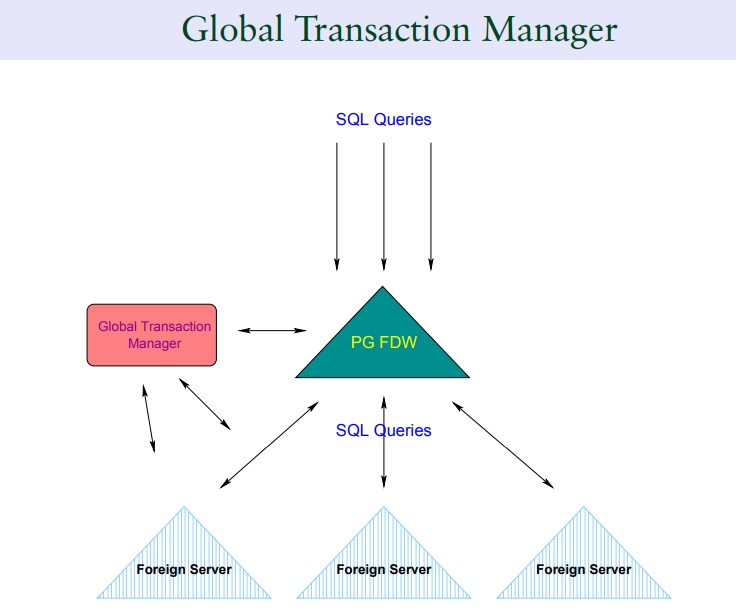 Global Transaction Manager
SQL Queries
Global Transaction
Manager
PG FDW
SQL Queries
Foreign Server
Foreign Server
Foreign Server